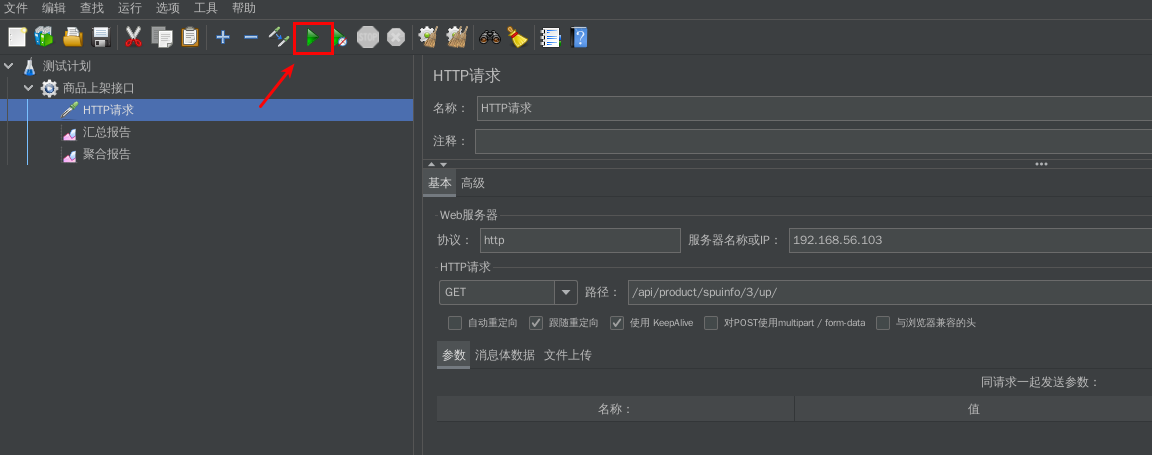 文件 编辑 查找 运行 选项 工具 帮助
STOP
测试计划
商品上架接口
HTTP请求
汇总报告
聚合报告
HTTP请求
名称： HTTP请求
注释：
基本 高级
Web服务器
协议： http 服务器名称或IP： 192.168.56.103
HTTP请求
GET 路径： /api/product/spuinfo/3/up/
自动重定向 跟随重定向 使用 KeepAlive 对POST使用multipart / form-data 与浏览器兼容的头
参数 消息体数据 文件上传
同请求一起发送参数：
名称： 值